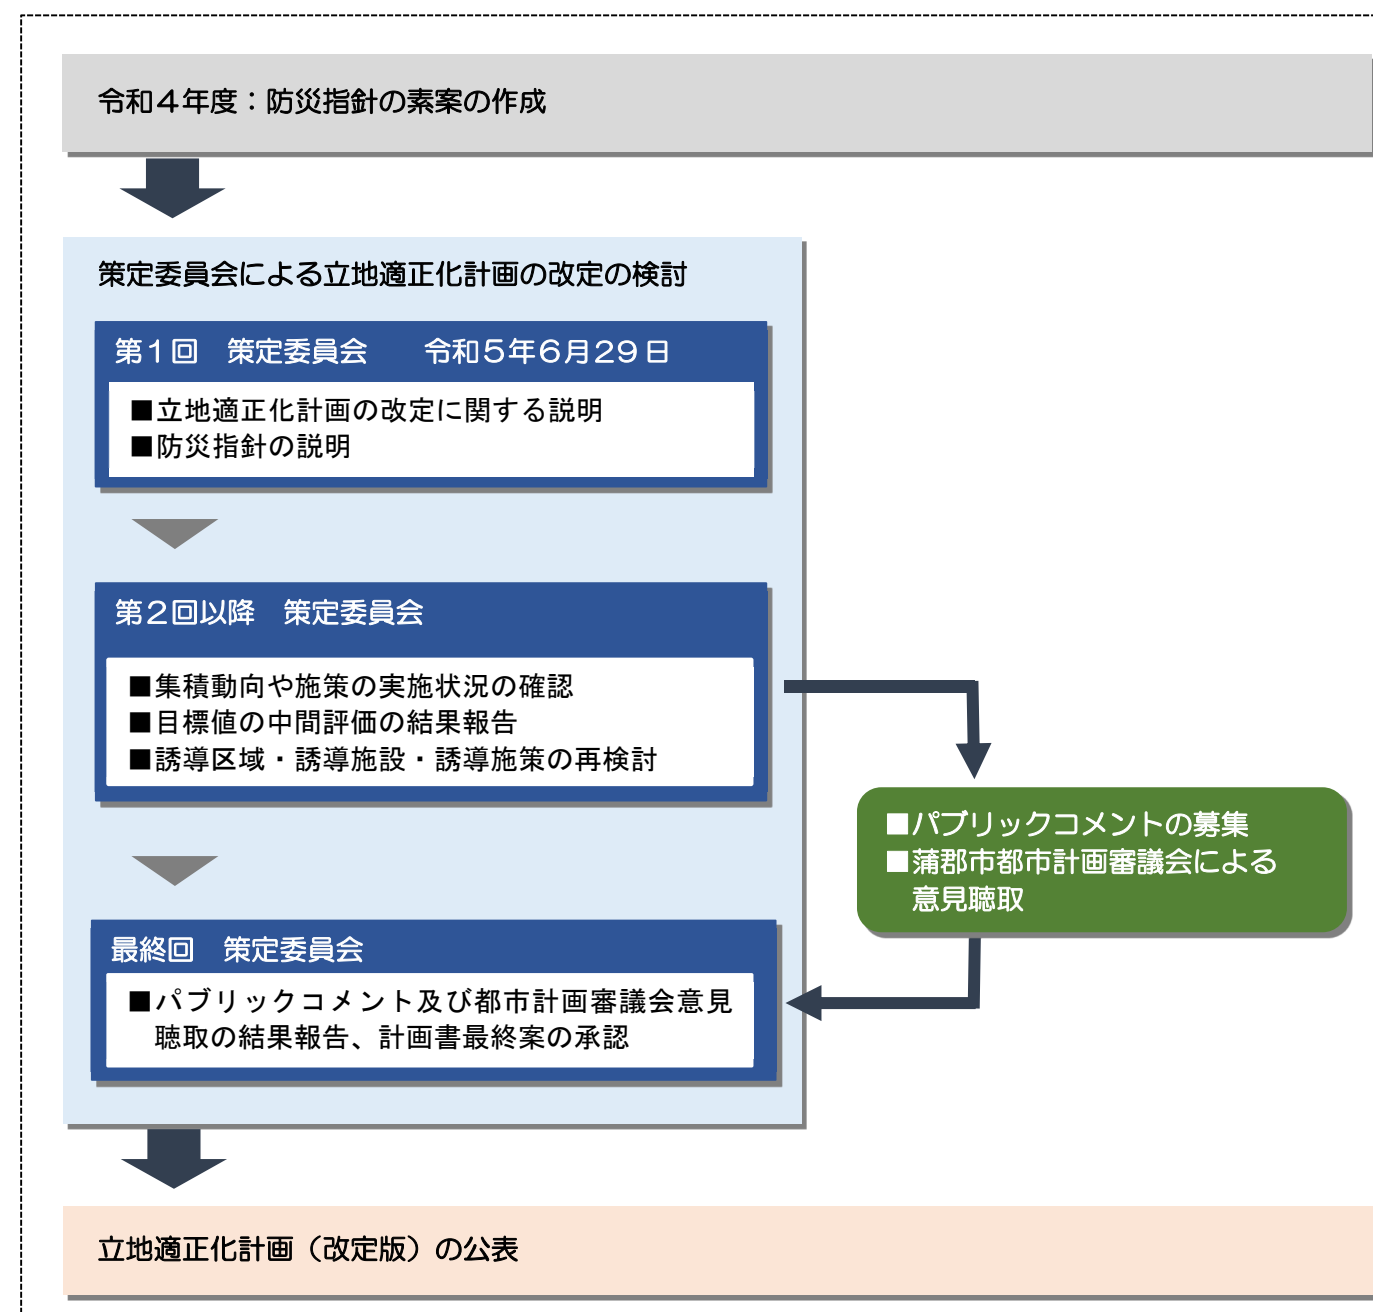 令和４年度：防災指針の素案の作成
策定委員会による立地適正化計画の改定の検討
第１回　策定委員会　　令和５年６月２９日
■立地適正化計画の改定に関する説明
■防災指針の説明
第２回以降　策定委員会
■集積動向や施策の実施状況の確認
■目標値の中間評価の結果報告
■誘導区域・誘導施設・誘導施策の再検討
■パブリックコメントの募集
■蒲郡市都市計画審議会による
意見聴取
最終回　策定委員会
■パブリックコメント及び都市計画審議会意見
聴取の結果報告、計画書最終案の承認
立地適正化計画（改定版）の公表